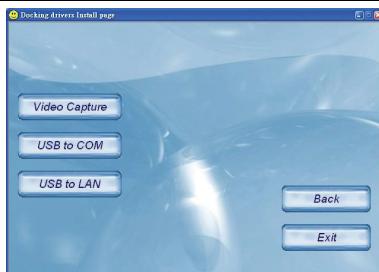 Docking drivers Install page
Video Capture
USB to COM
USB to LAN
Back
Exit